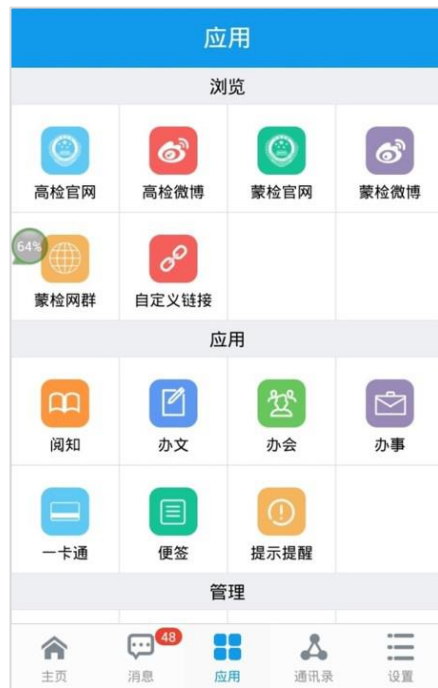 应用
浏览
高检官网 高检微博 蒙检官网 蒙检微博
64%
蒙检网群 自定义链接
应用
阅知 办文 办会 办事
一卡通 便签 提示提醒
管理
48
主页 消息 应用 通讯录 设置